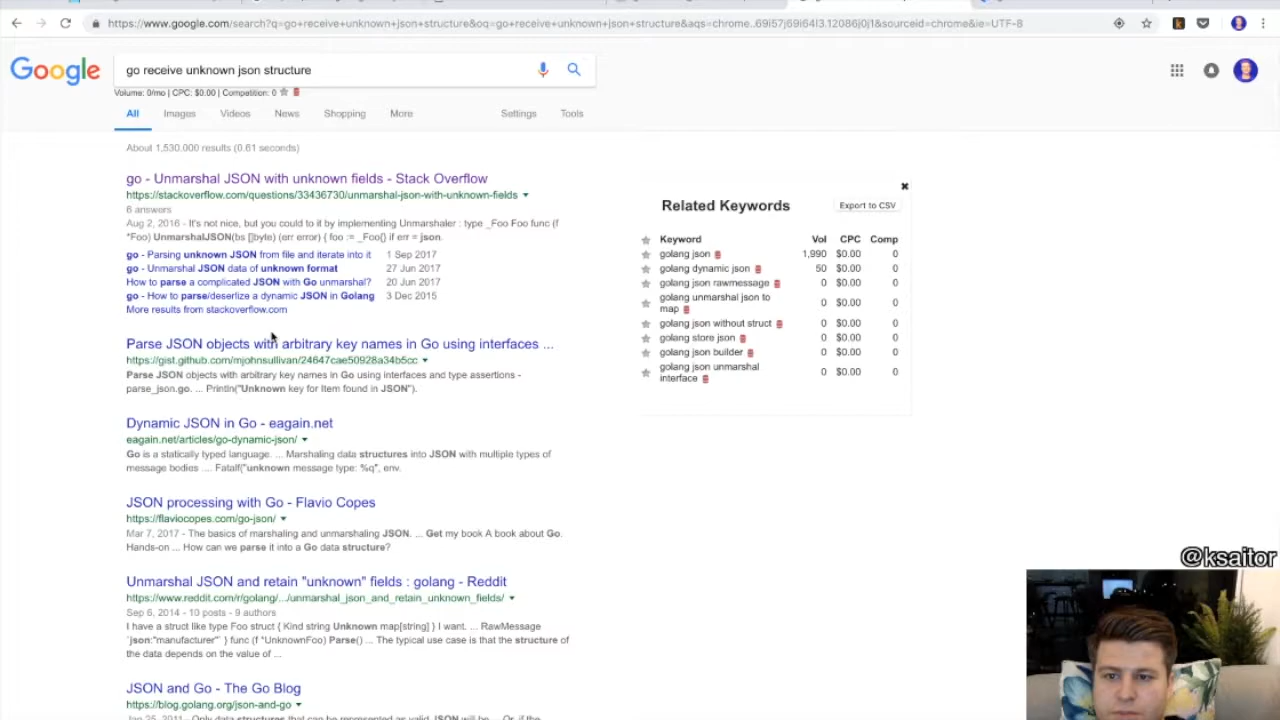 https://www.google.com/search?q=go+receive+unknown+json+structure&oq=go+receive+unknown+json+structure&aqs=chrome..69i57j69i64l3.12086j0j1&sourceid=chrome&ie=UTF-8
Google
go receive unknown json structure
Volume: 0/mo | CPC: $0.00 | Competition: 0
All Images Videos News Shopping More Settings Tools
About 1,530,000 results (0.61 seconds)
go - Unmarshal JSON with unknown fields - Stack Overflow
https://stackoverflow.com/questions/33436730/unmarshal-json-with-unknown-fields
6 answers
Aug 2, 2016 - It's not nice, but you could to it by implementing Unmarshaler : type _Foo Foo func (f
*Foo) UnmarshalJSON(bs []byte) (err error) { foo := _Foo{} if err = json.
go - Parsing unknown JSON from file and iterate into it 1 Sep 2017
go - Unmarshal JSON data of unknown format 27 Jun 2017
How to parse a complicated JSON with Go unmarshal? 20 Jun 2017
go - How to parse/deserlize a dynamic JSON in Golang 3 Dec 2015
More results from stackoverflow.com
Parse JSON objects with arbitrary key names in Go using interfaces ...
https://gist.github.com/mjohnsullivan/24647cae50928a34b5cc
Parse JSON objects with arbitrary key names in Go using interfaces and type assertions -
parse_json.go. ... Println("Unknown key for Item found in JSON").
Dynamic JSON in Go - eagain.net
eagain.net/articles/go-dynamic-json/
Go is a statically typed language. ... Marshaling data structures into JSON with multiple types of
message bodies .... Fatalf("unknown message type: %q", env.
JSON processing with Go - Flavio Copes
https://flaviocopes.com/go-json/
Mar 7, 2017 - The basics of marshaling and unmarshaling JSON. ... Get my book A book about Go.
Hands-on ... How can we parse it into a Go data structure?
Unmarshal JSON and retain "unknown" fields : golang - Reddit
https://www.reddit.com/r/golang/.../unmarshal_json_and_retain_unknown_fields/
Sep 6, 2014 - 10 posts - 9 authors
I have a struct like type Foo struct { Kind string Unknown map[string] } I want. ... RawMessage
`json:"manufacturer"` } func (f *UnknownFoo) Parse() ... The typical use case is that the structure of
the data depends on the value of ...
JSON and Go - The Go Blog
https://blog.golang.org/json-and-go
Jan 25, 2011 - Only data structures that can be represented as valid JSON will be ... Or, if the
Related Keywords
Export to CSV
Keyword Vol CPC Comp
golang json 1,990 $0.00 0
golang dynamic json 50 $0.00 0
golang json rawmessage 0 $0.00 0
golang unmarshal json to
map 0 $0.00 0
golang json without struct 0 $0.00 0
golang store json 0 $0.00 0
golang json builder 0 $0.00 0
golang json unmarshal
interface 0 $0.00 0
@ksaitor